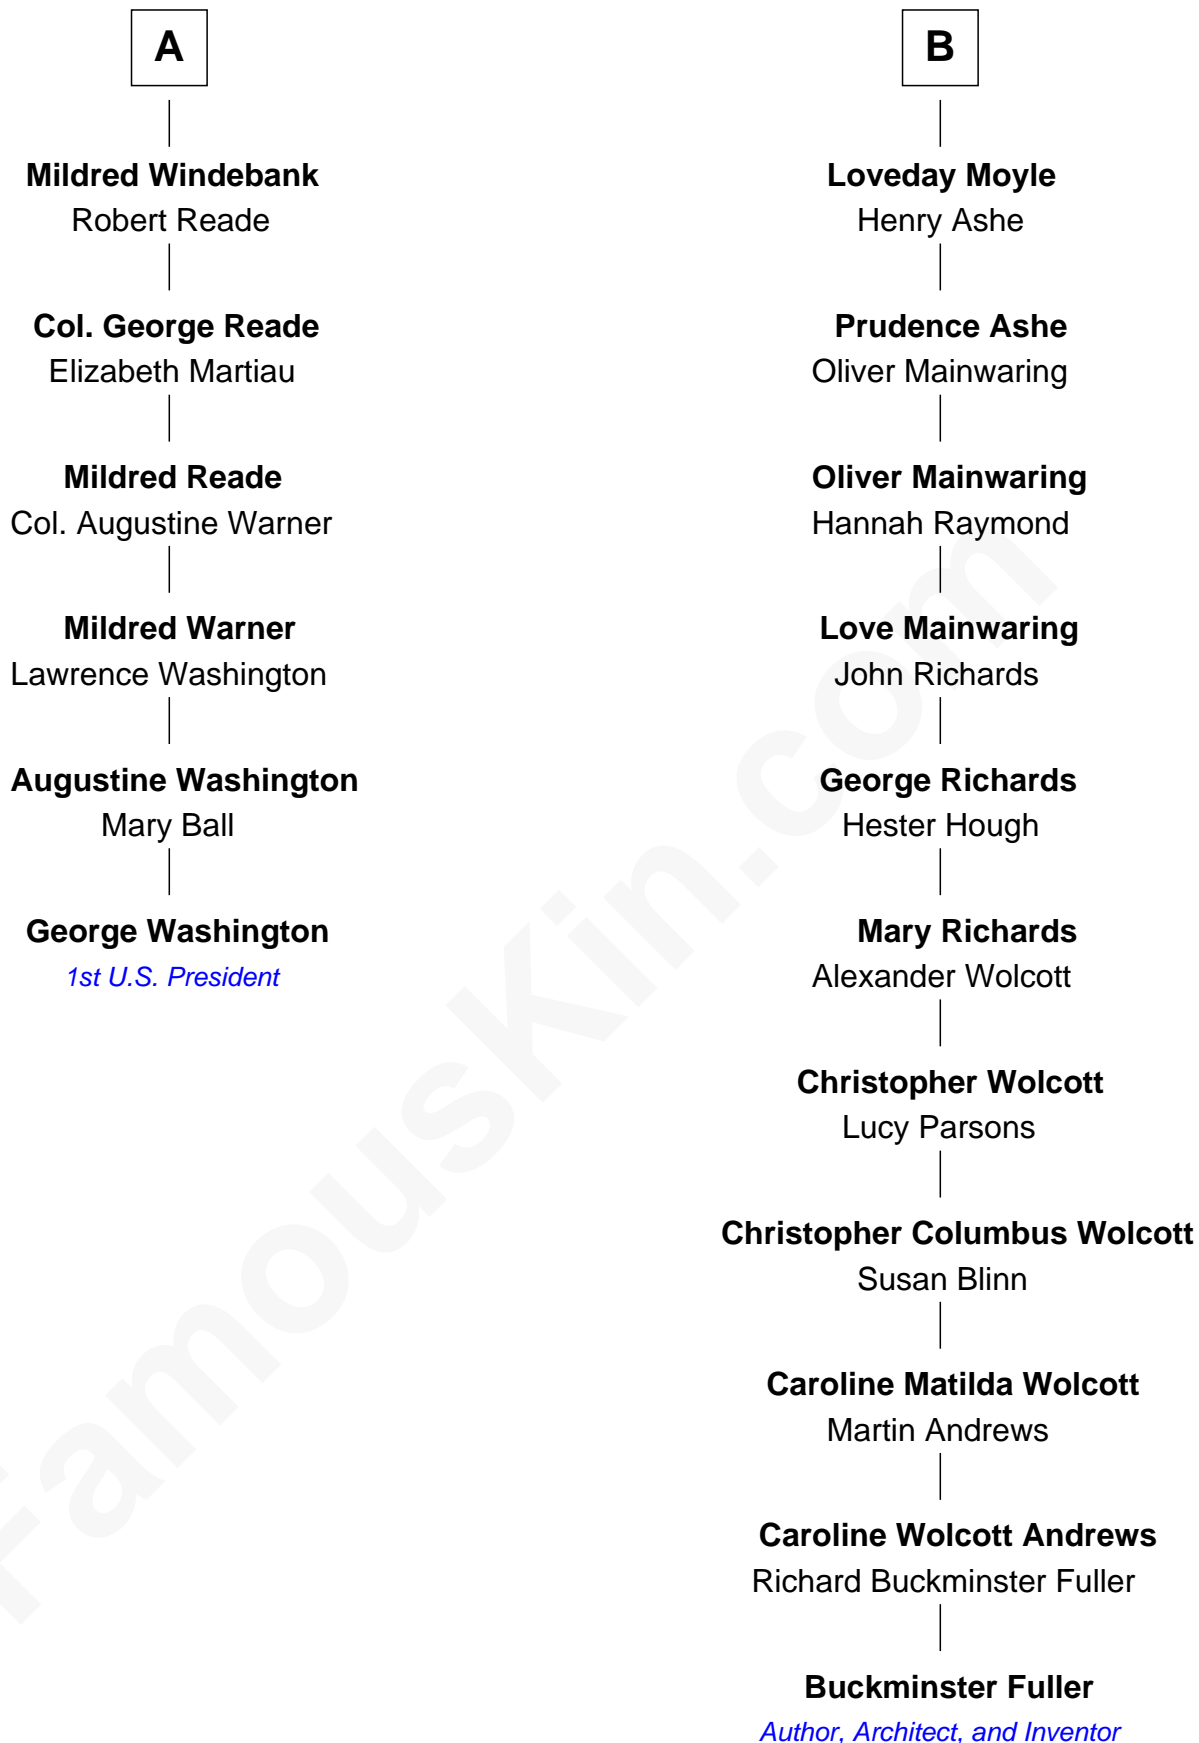 A
Mildred Windebank
Robert Reade
Col. George Reade
Elizabeth Martiau
Mildred Reade
Col. Augustine Warner
Mildred Warner
Lawrence Washington
Augustine Washington
Mary Ball
George Washington
1st U.S. President
B
Loveday Moyle
Henry Ashe
Prudence Ashe
Oliver Mainwaring
Oliver Mainwaring
Hannah Raymond
Love Mainwaring
John Richards
George Richards
Hester Hough
Mary Richards
Alexander Wolcott
Christopher Wolcott
Lucy Parsons
Christopher Columbus Wolcott
Susan Blinn
Caroline Matilda Wolcott
Martin Andrews
Caroline Wolcott Andrews
Richard Buckminster Fuller
Buckminster Fuller
Author, Architect, and Inventor
FamousKin.com